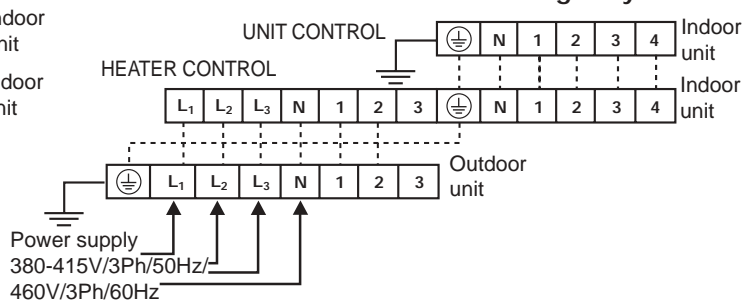 ndoor
UNIT CONTROL
N 1 2 3 4
Indoor
unit
HEATER CONTROL
L1 L2 L3 N 1 2 3 N 1 2 3 4
Indoor
unit
L1 L2 L3 N 1 2 3
Outdoor
unit
Power supply
380-415V/3Ph/50Hz/
460V/3Ph/60Hz